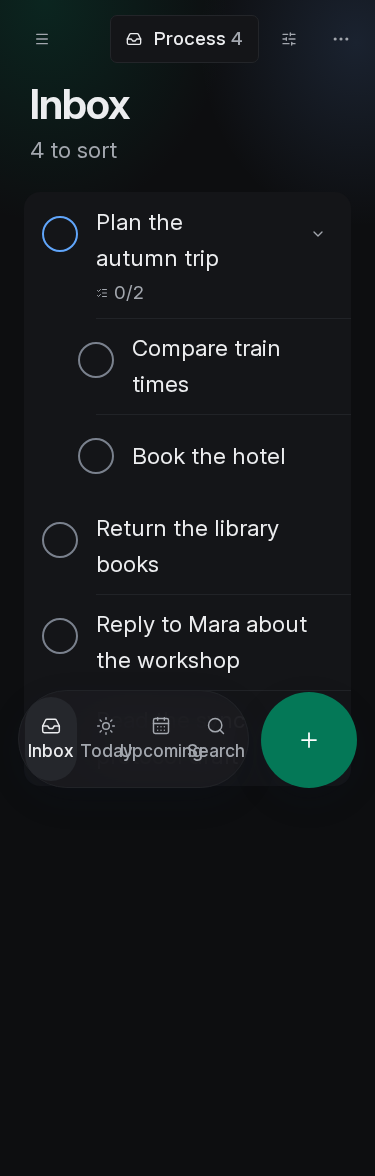 Process 4
Inbox
4 to sort
Plan the
autumn trip
0/2
Compare train
times
Book the hotel
Return the library
books
Reply to Mara about
the workshop
Inbox Today Upcoming Search